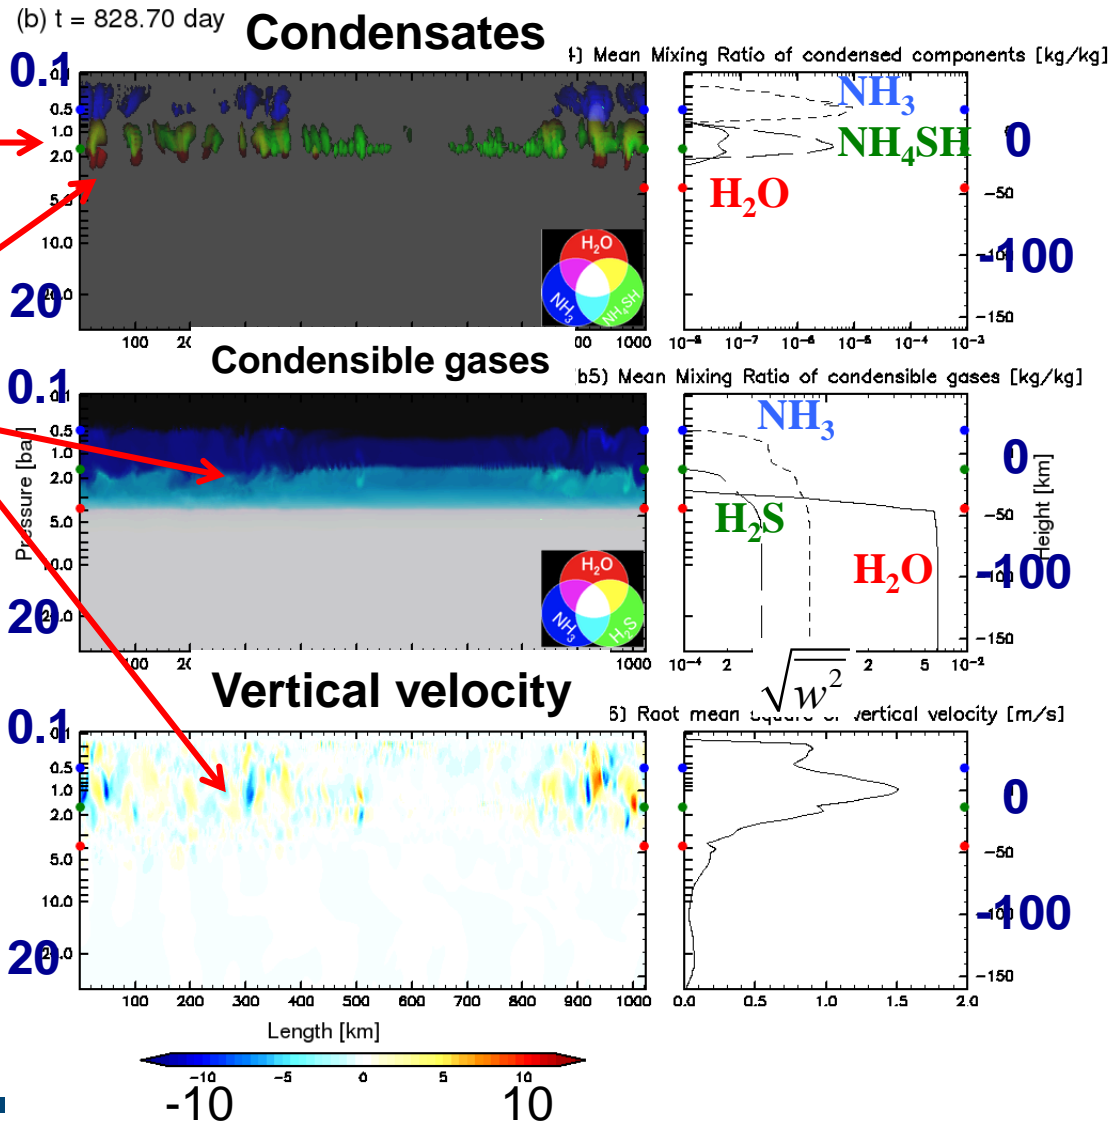 (b) t = 828.70 day
Condensates
4) Mean Mixing Ratio of condensed components [kg/kg]
0.1
0.5
1.0
2.0
5.0
10.0
20
NH₃
NH₄SH
H₂O
0
-50
-100
-150
H₂O
NH₃
NH₄SH
100
1000
10⁻⁸ 10⁻⁷ 10⁻⁶ 10⁻⁵ 10⁻⁴ 10⁻³
Condensible gases
b5) Mean Mixing Ratio of condensible gases [kg/kg]
0.1
0.5
2.0
5.0
20
Pressure [bar]
NH₃
H₂S
H₂O
0
-50
-100
-150
Height [km]
H₂O
NH₃
H₂S
100
1000
10⁻⁴ 2 2 5 10⁻²
Vertical velocity
√w²
6) Root mean square of vertical velocity [m/s]
0.1
0.5
1.0
2.0
5.0
10.0
20
0
-50
-100
-150
100 200 300 400 500 600 700 800 900 1000
0.0 0.5 1.0 1.5 2.0
Length [km]
-10 -5 0 5 10
-10 10